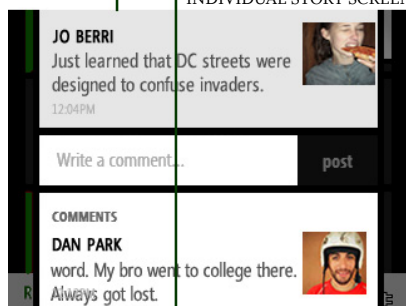 INDIVIDUAL STORY SCREEN
JO BERRI
Just learned that DC streets were
designed to confuse invaders.
12:04PM
Write a comment...
post
COMMENTS
DAN PARK
word. My bro went to college there.
Always got lost.
R